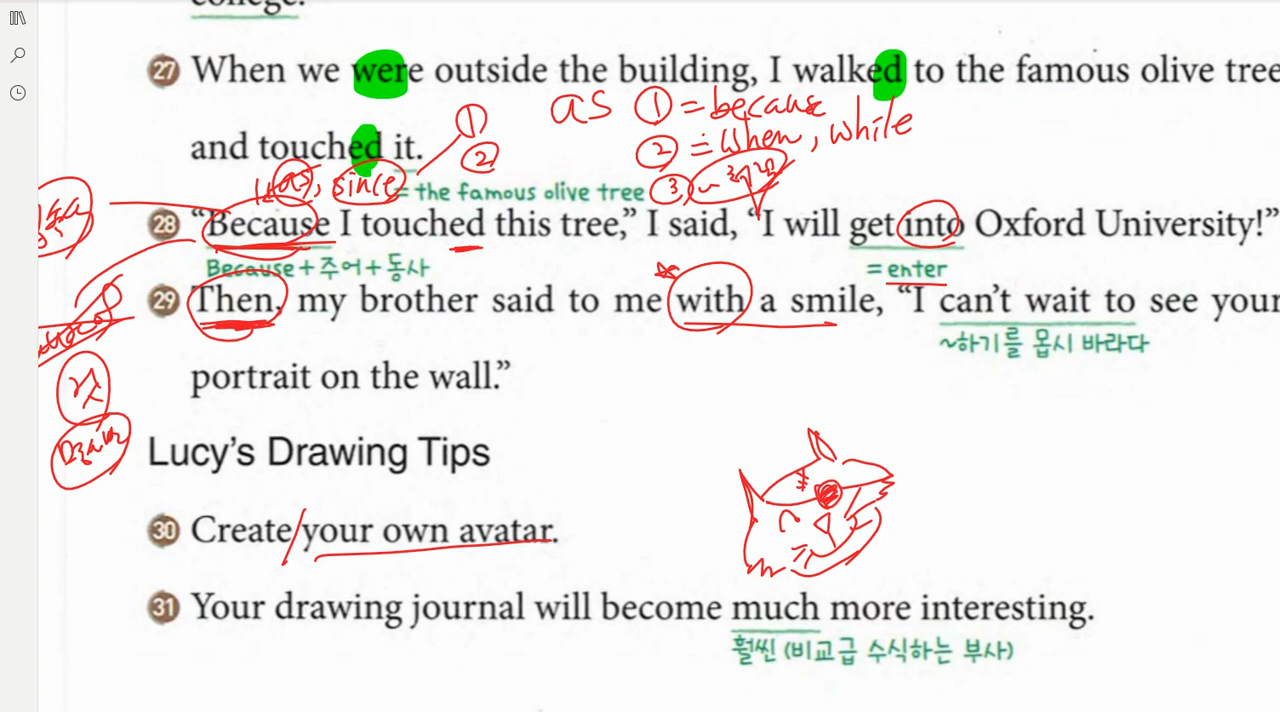 college.
27 When we were outside the building, I walked to the famous olive tree
as ① = because
② = when, while
and touched it.
①
②
as, since
= the famous olive tree
③
28 “Because I touched this tree,” I said, “I will get into Oxford University!”
Because+주어+동사
= enter
29 Then, my brother said to me with a smile, “I can’t wait to see your
~하기를 몹시 바라다
portrait on the wall.”
Lucy’s Drawing Tips
30 Create/your own avatar.
31 Your drawing journal will become much more interesting.
훨씬 (비교급 수식하는 부사)